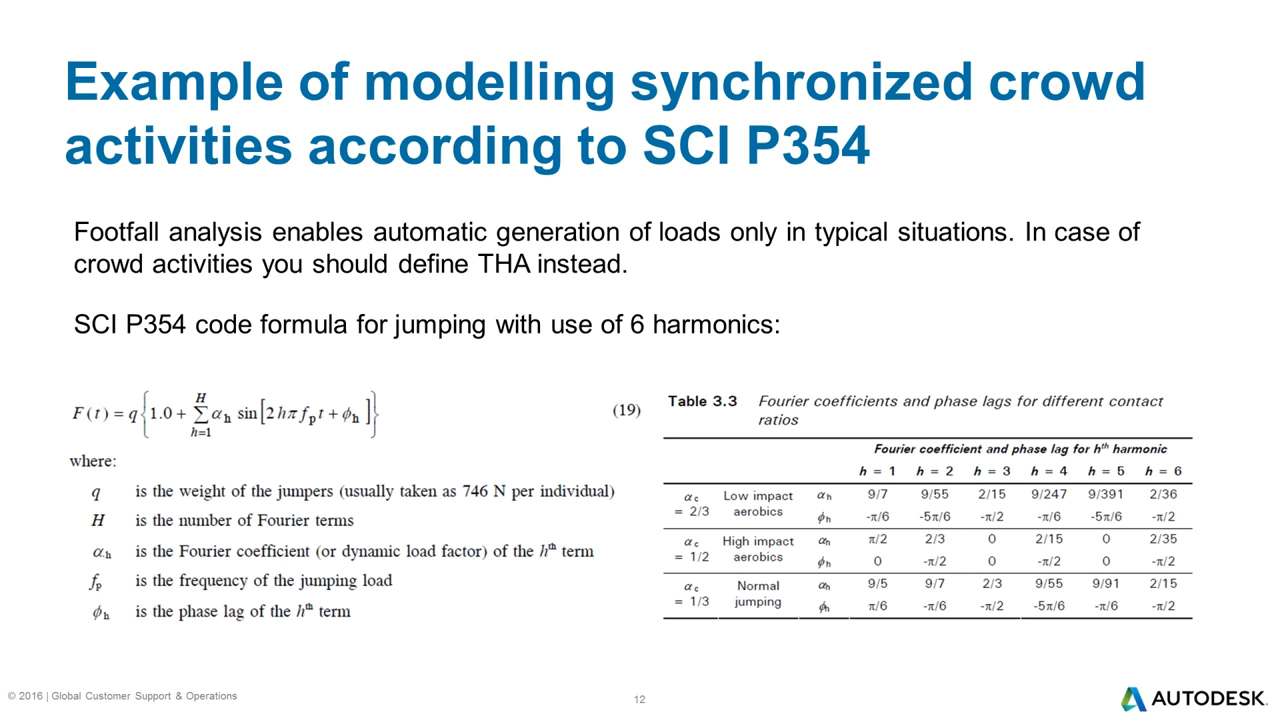 Example of modelling synchronized crowd
activities according to SCI P354
Footfall analysis enables automatic generation of loads only in typical situations. In case of
crowd activities you should define THA instead.
SCI P354 code formula for jumping with use of 6 harmonics:
F(t) = q{1.0 + ∑ αh sin[2hπ fp t + ϕh]} (19)
H
h=1
where:
q is the weight of the jumpers (usually taken as 746 N per individual)
H is the number of Fourier terms
αh is the Fourier coefficient (or dynamic load factor) of the hth term
fp is the frequency of the jumping load
ϕh is the phase lag of the hth term
Table 3.3 Fourier coefficients and phase lags for different contact
ratios
Fourier coefficient and phase lag for hth harmonic
h = 1 h = 2 h = 3 h = 4 h = 5 h = 6
αc = 2/3 Low impact aerobics αh 9/7 9/55 2/15 9/247 9/391 2/36
ϕh -π/6 -5π/6 -π/2 -π/6 -5π/6 -π/2
αc = 1/2 High impact aerobics αh π/2 2/3 0 2/15 0 2/35
ϕh 0 -π/2 0 -π/2 0 -π/2
αc = 1/3 Normal jumping αh 9/5 9/7 2/3 9/55 9/91 2/15
ϕh π/6 -π/6 -π/2 -5π/6 -π/6 -π/2
© 2016 | Global Customer Support & Operations
12
AUTODESK.